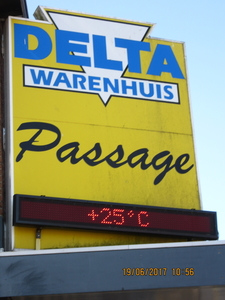 DELTA
WARENHUIS
Passage
+25°C
19/06/2017 10:56